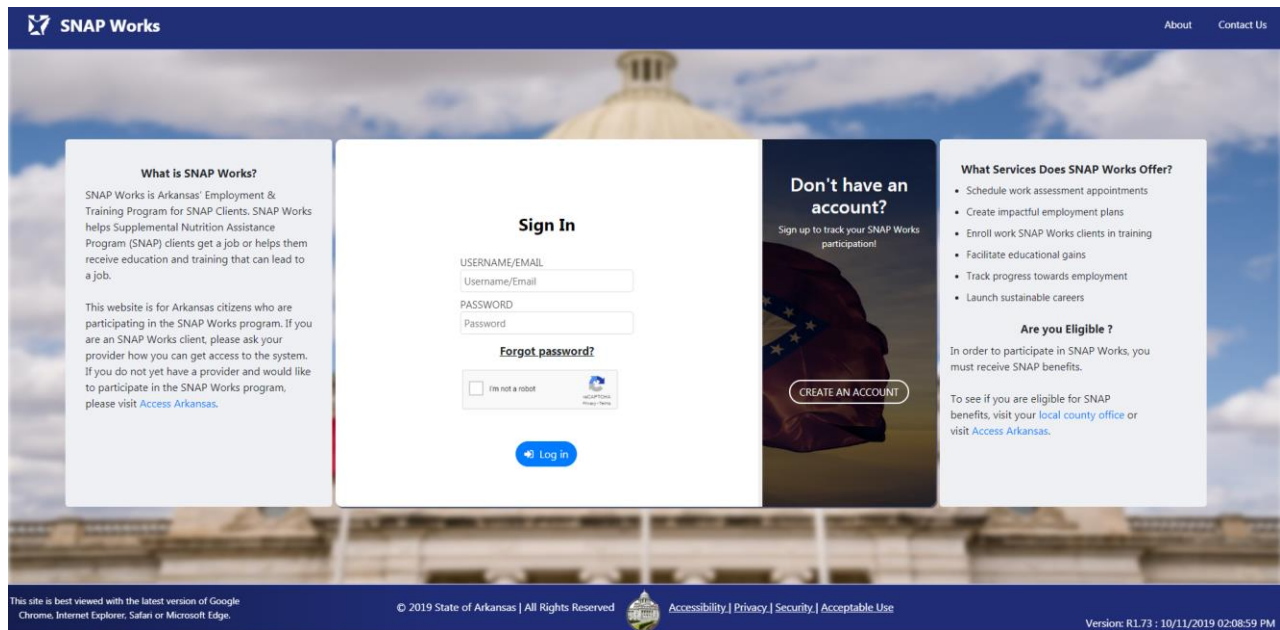 SNAP Works
About
Contact Us
What is SNAP Works?
SNAP Works is Arkansas' Employment &
Training Program for SNAP Clients. SNAP Works
helps Supplemental Nutrition Assistance
Program (SNAP) clients get a job or helps them
receive education and training that can lead to
a job.
This website is for Arkansas citizens who are
participating in the SNAP Works program. If you
are an SNAP Works client, please ask your
provider how you can get access to the system.
If you do not yet have a provider and would like
to participate in the SNAP Works program,
please visit Access Arkansas.
Sign In
USERNAME/EMAIL
Username/Email
PASSWORD
Password
Forgot password?
I'm not a robot
reCAPTCHA
Privacy - Terms
Log in
Don't have an
account?
Sign up to track your SNAP Works
participation!
CREATE AN ACCOUNT
What Services Does SNAP Works Offer?
• Schedule work assessment appointments
• Create impactful employment plans
• Enroll work SNAP Works clients in training
• Facilitate educational gains
• Track progress towards employment
• Launch sustainable careers
Are you Eligible ?
In order to participate in SNAP Works, you
must receive SNAP benefits.
To see if you are eligible for SNAP
benefits, visit your local county office or
visit Access Arkansas.
This site is best viewed with the latest version of Google
Chrome, Internet Explorer, Safari or Microsoft Edge.
© 2019 State of Arkansas | All Rights Reserved
Accessibility | Privacy | Security | Acceptable Use
Version: R1.73 : 10/11/2019 02:08:59 PM